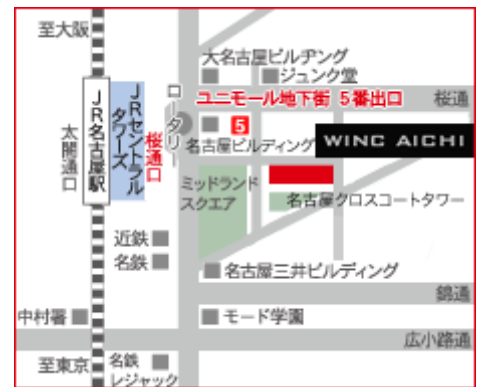 至大阪
大名古屋ビルヂング
ジュンク堂
ユニモール地下街 5番出口
桜通
ロータリー
JRセントラル
タワーズ
JR名古屋駅
桜通口
太閤通口
5
名古屋ビルディング
WINC AICHI
ミッドランド
スクエア
名古屋クロスコートタワー
近鉄
名鉄
名古屋三井ビルディング
錦通
中村署
モード学園
広小路通
至東京
名鉄
レジャック